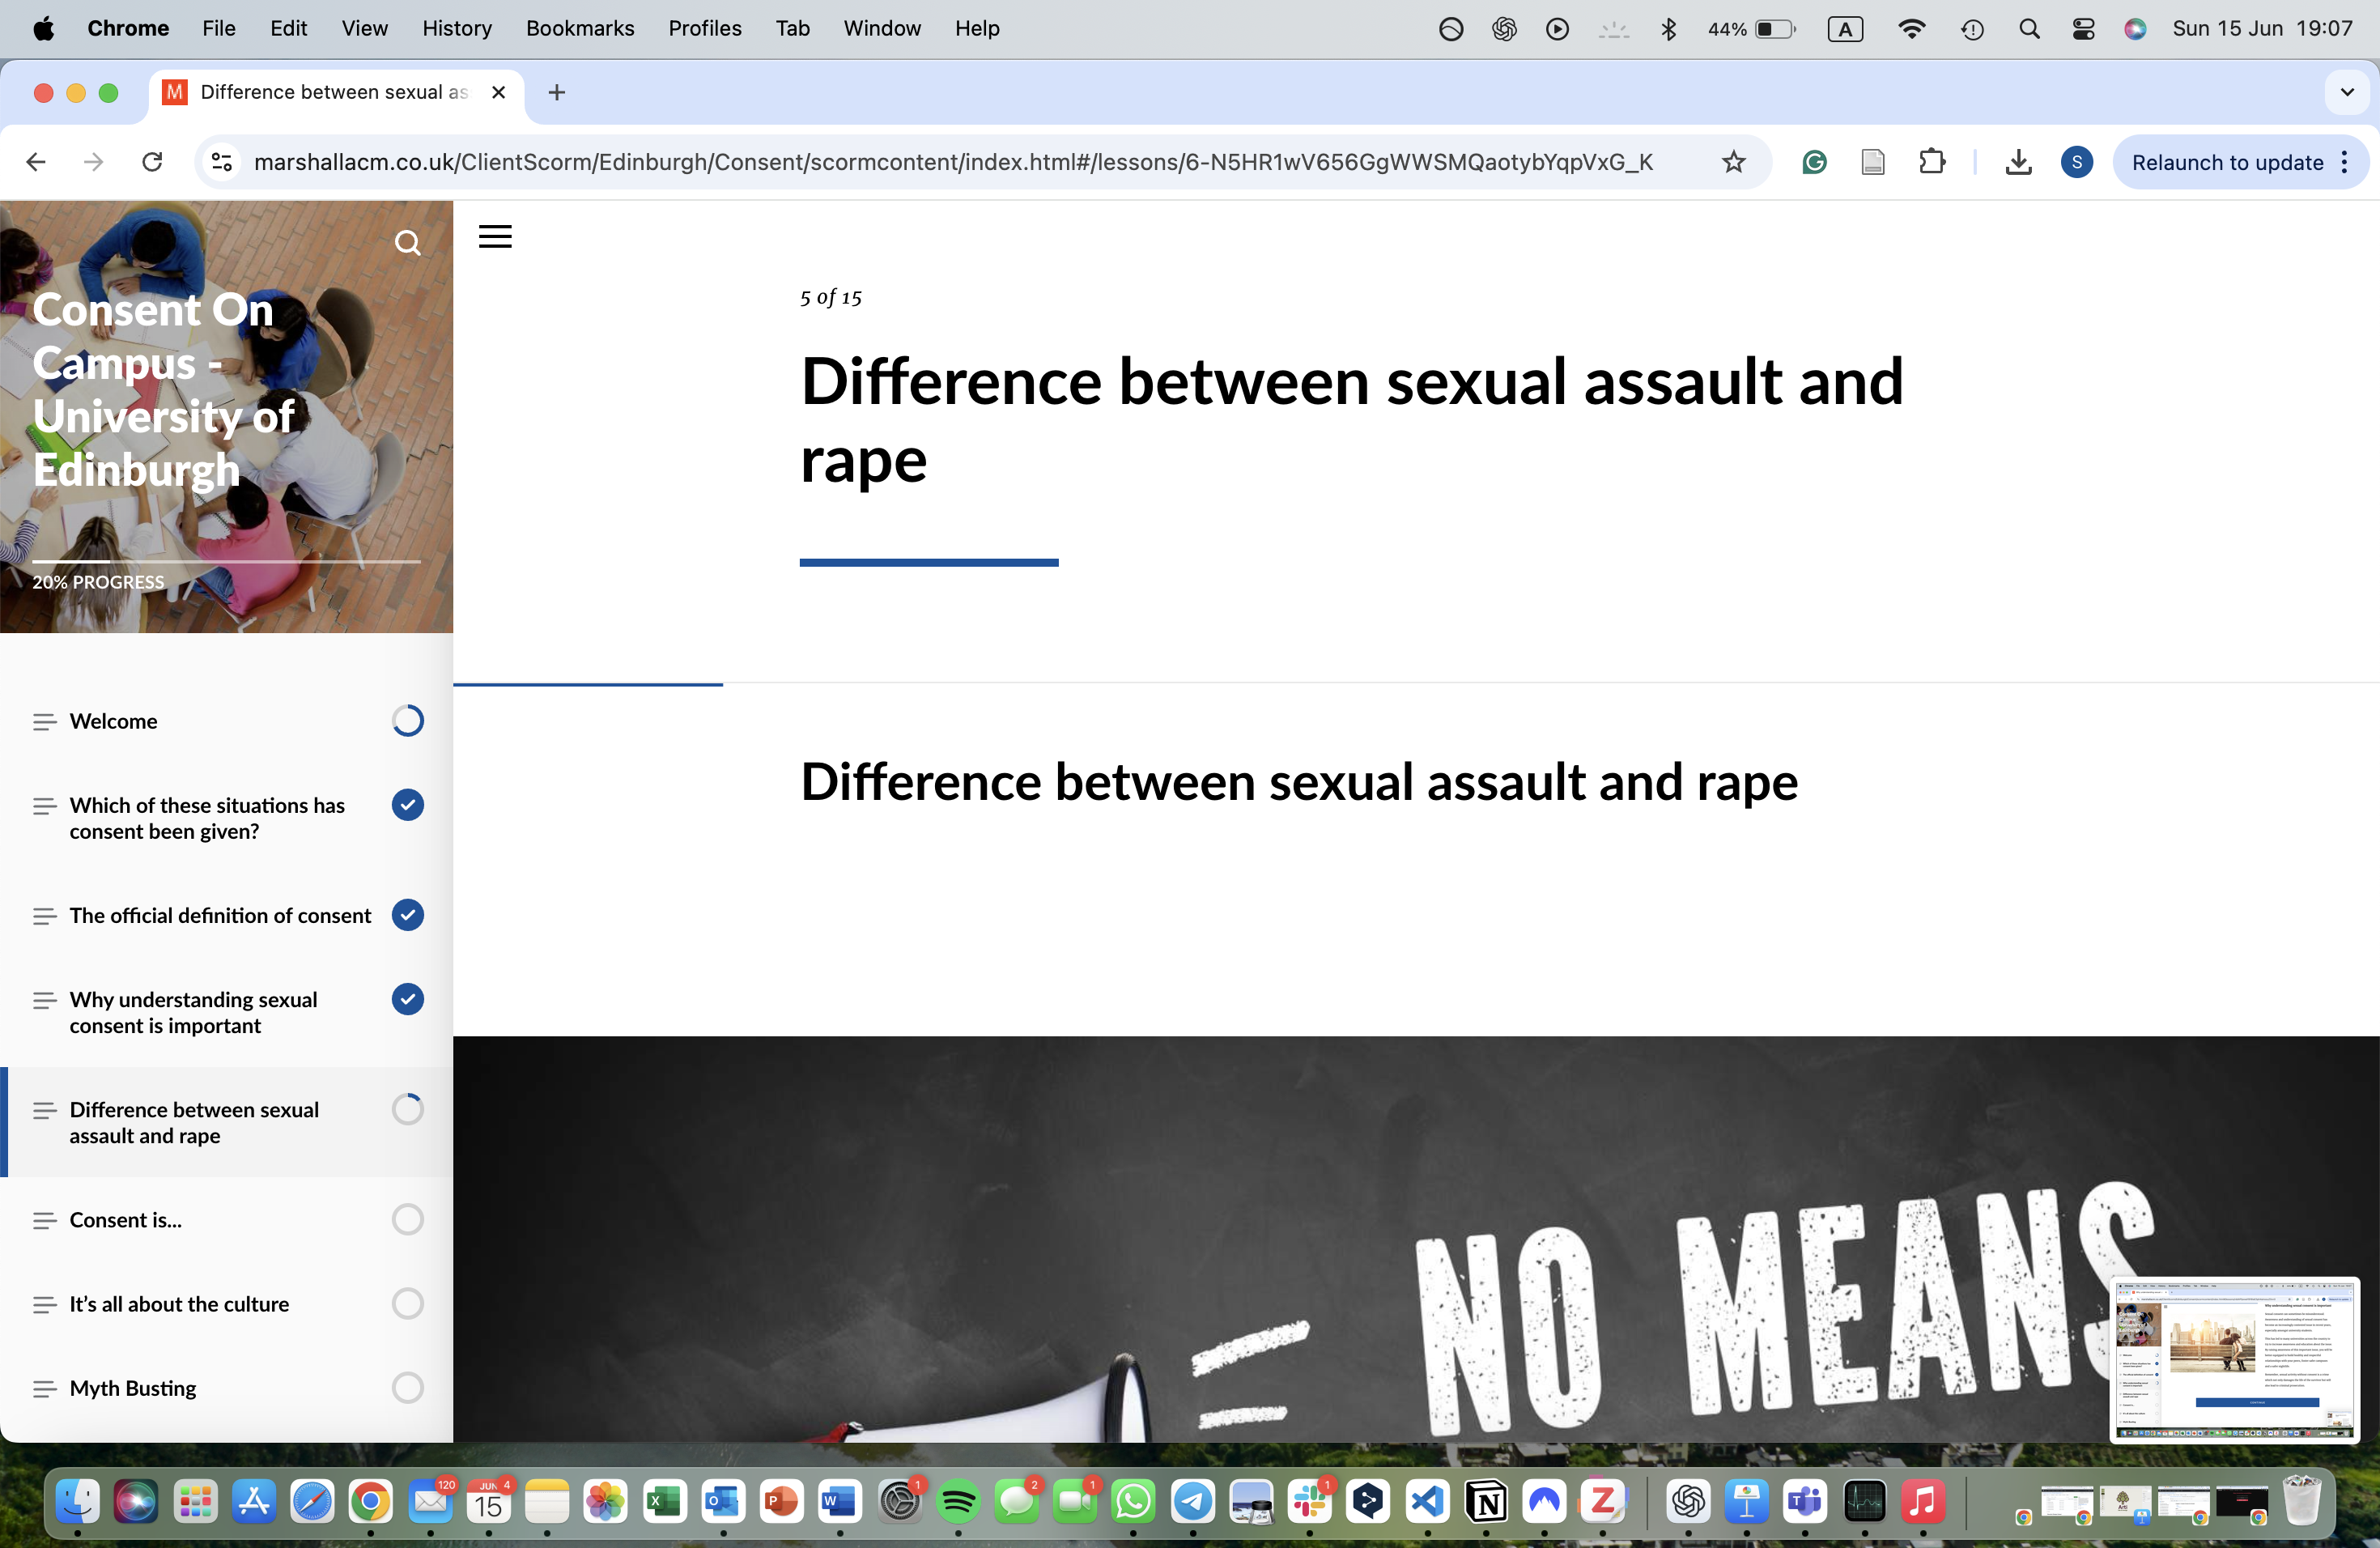 Chrome File Edit View History Bookmarks Profiles Tab Window Help 44% A Sun 15 Jun 19:07
M Difference between sexual as
marshallacm.co.uk/ClientScorm/Edinburgh/Consent/scormcontent/index.html#/lessons/6-N5HR1wV656GgWWSMQaotybYqpVxG_K S Relaunch to update
Consent On
Campus -
University of
Edinburgh
20% PROGRESS
Welcome
Which of these situations has
consent been given?
The official definition of consent
Why understanding sexual
consent is important
Difference between sexual
assault and rape
Consent is...
It's all about the culture
Myth Busting
5 of 15
Difference between sexual assault and
rape
Difference between sexual assault and rape
NO MEANS
120 JUN 4 15 X O P W 1 2 1 1 N Z T